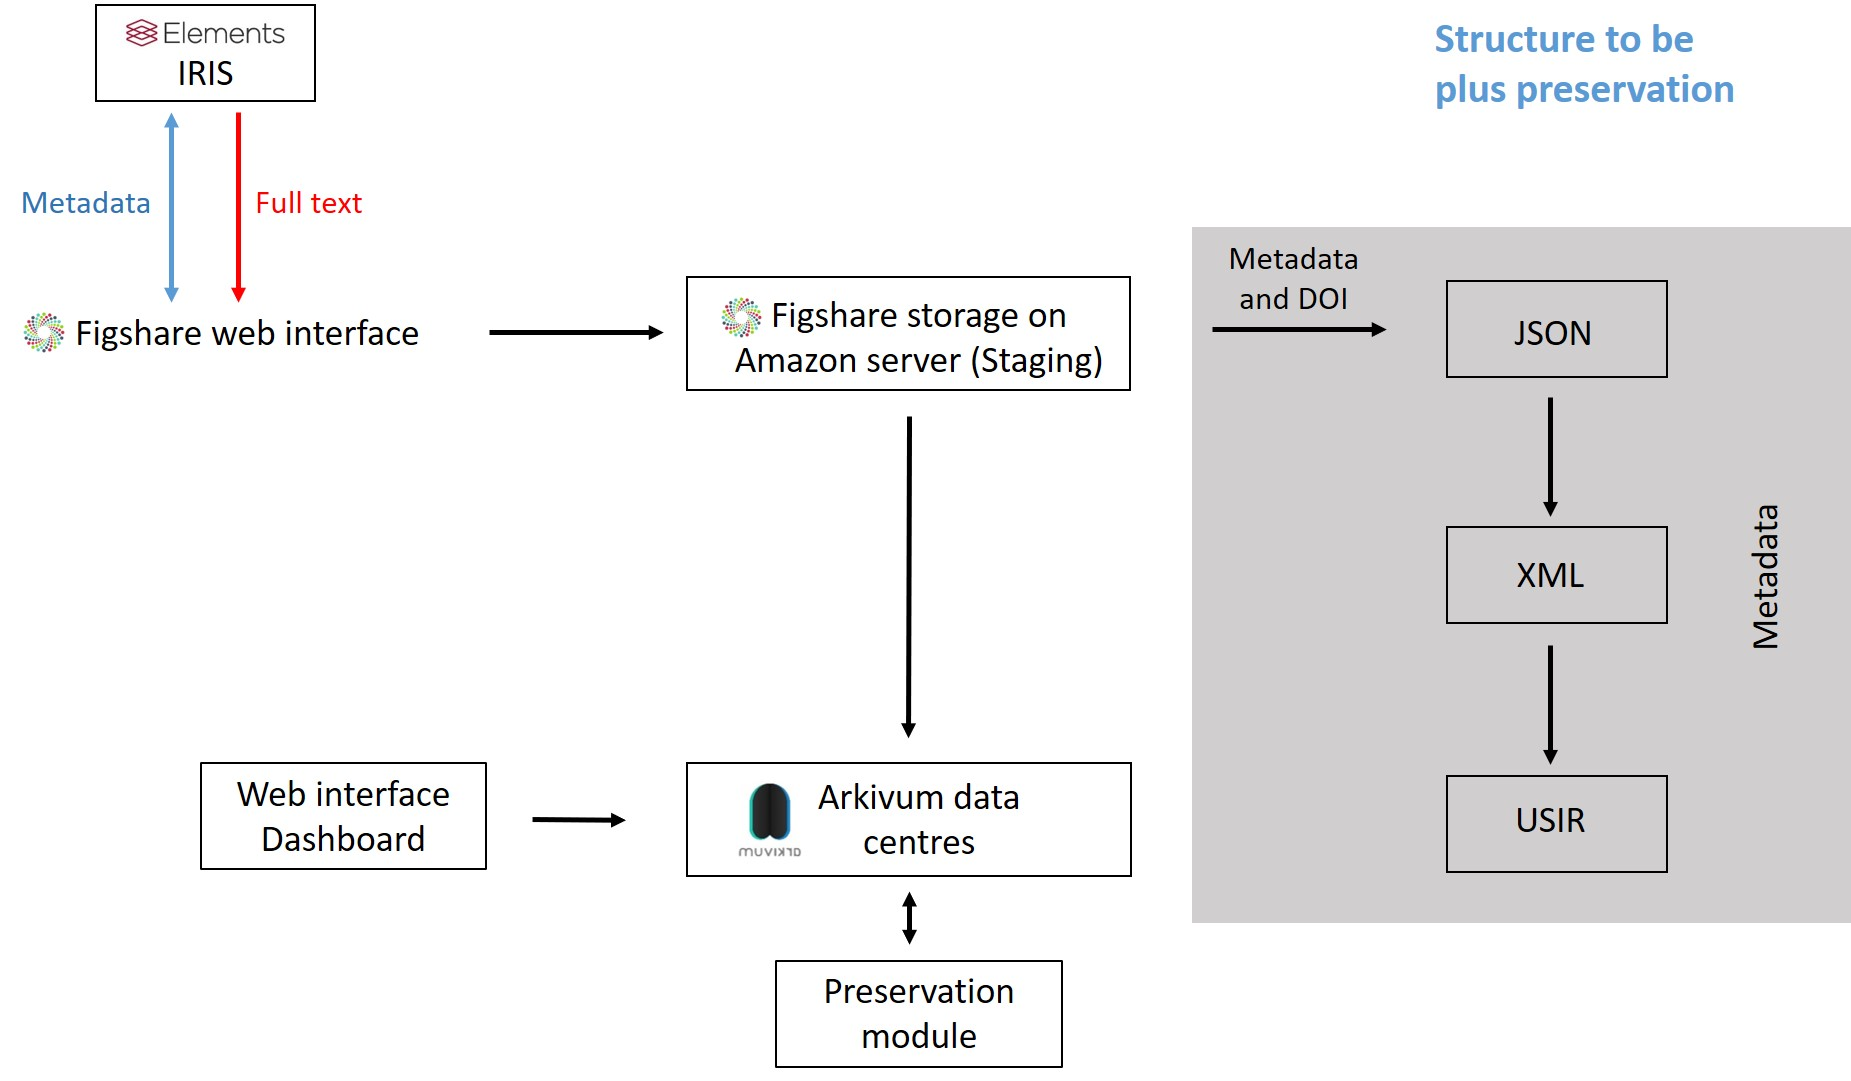 Elements
IRIS
Structure to be
plus preservation
Metadata
Full text
Figshare web interface
Figshare storage on
Amazon server (Staging)
Metadata
and DOI
JSON
XML
USIR
Metadata
Web interface
Dashboard
Arkivum data
centres
arkivum
Preservation
module